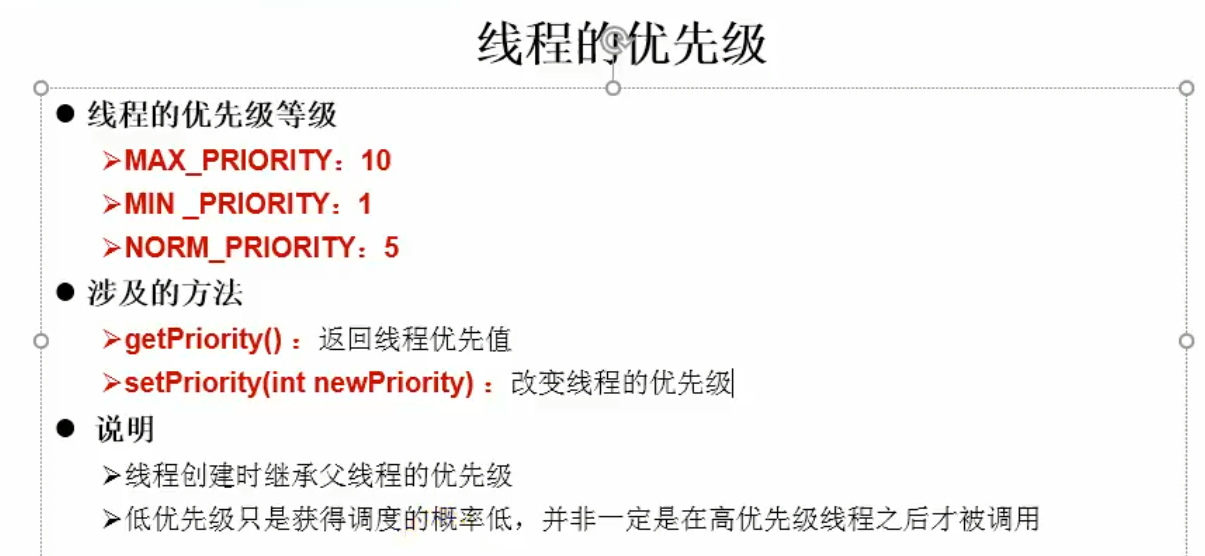 线程的优先级
● 线程的优先级等级
➢MAX_PRIORITY：10
➢MIN _PRIORITY：1
➢NORM_PRIORITY：5
● 涉及的方法
➢getPriority() ：返回线程优先值
➢setPriority(int newPriority) ：改变线程的优先级
● 说明
➢线程创建时继承父线程的优先级
➢低优先级只是获得调度的概率低，并非一定是在高优先级线程之后才被调用